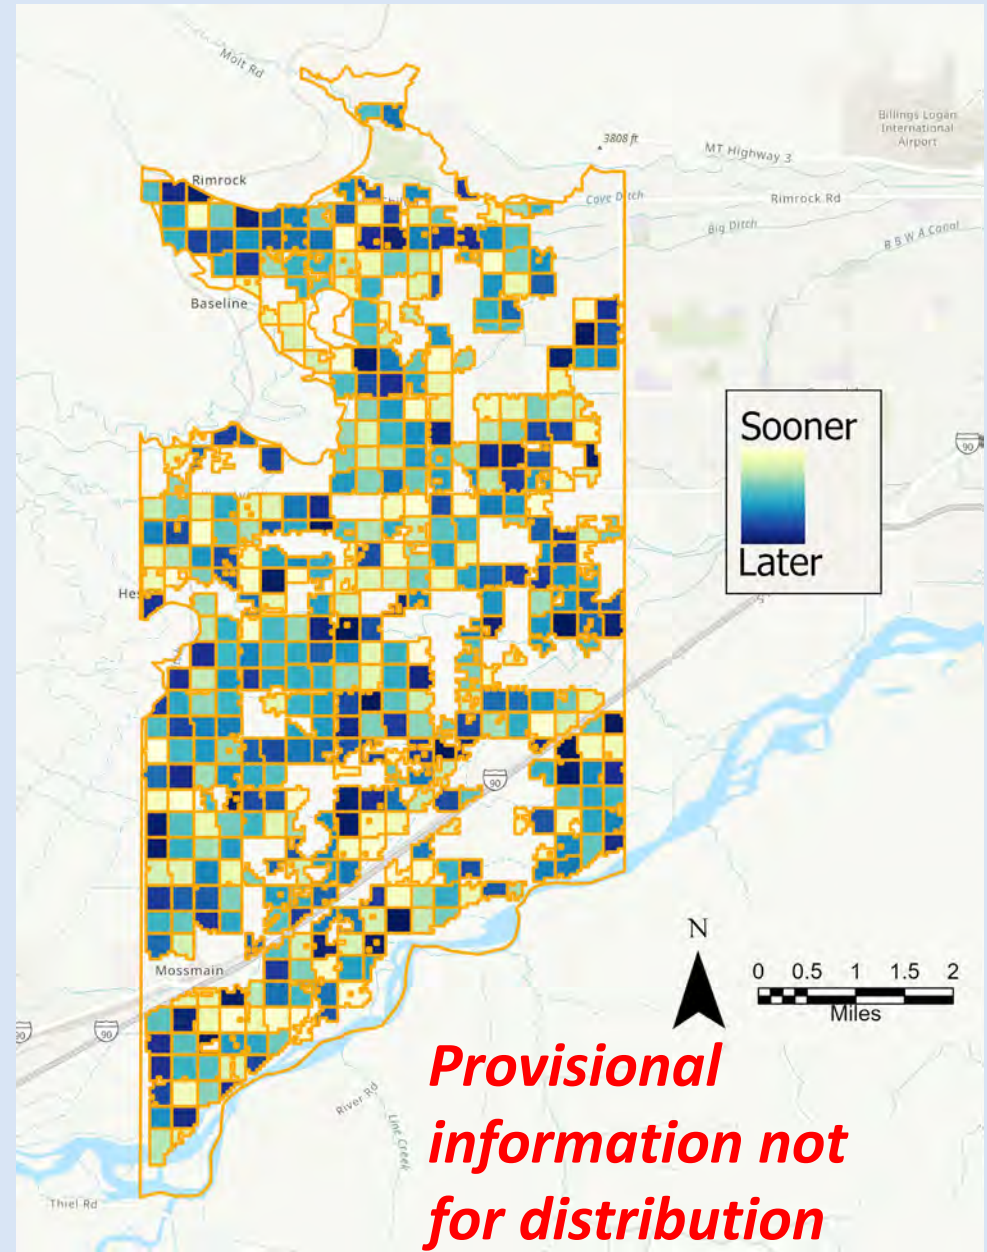 Molt Rd
Billings Logan
International
Airport
3808 ft
MT Highway 3
Rimrock
Cove Ditch
Rimrock Rd
Big Ditch
B B W A Canal
Baseline
Sooner
90
Later
90
Mossmain
N
0 0.5 1 1.5 2
Miles
90
90
Provisional
information not
for distribution
River Rd
Line Creek
Thiel Rd